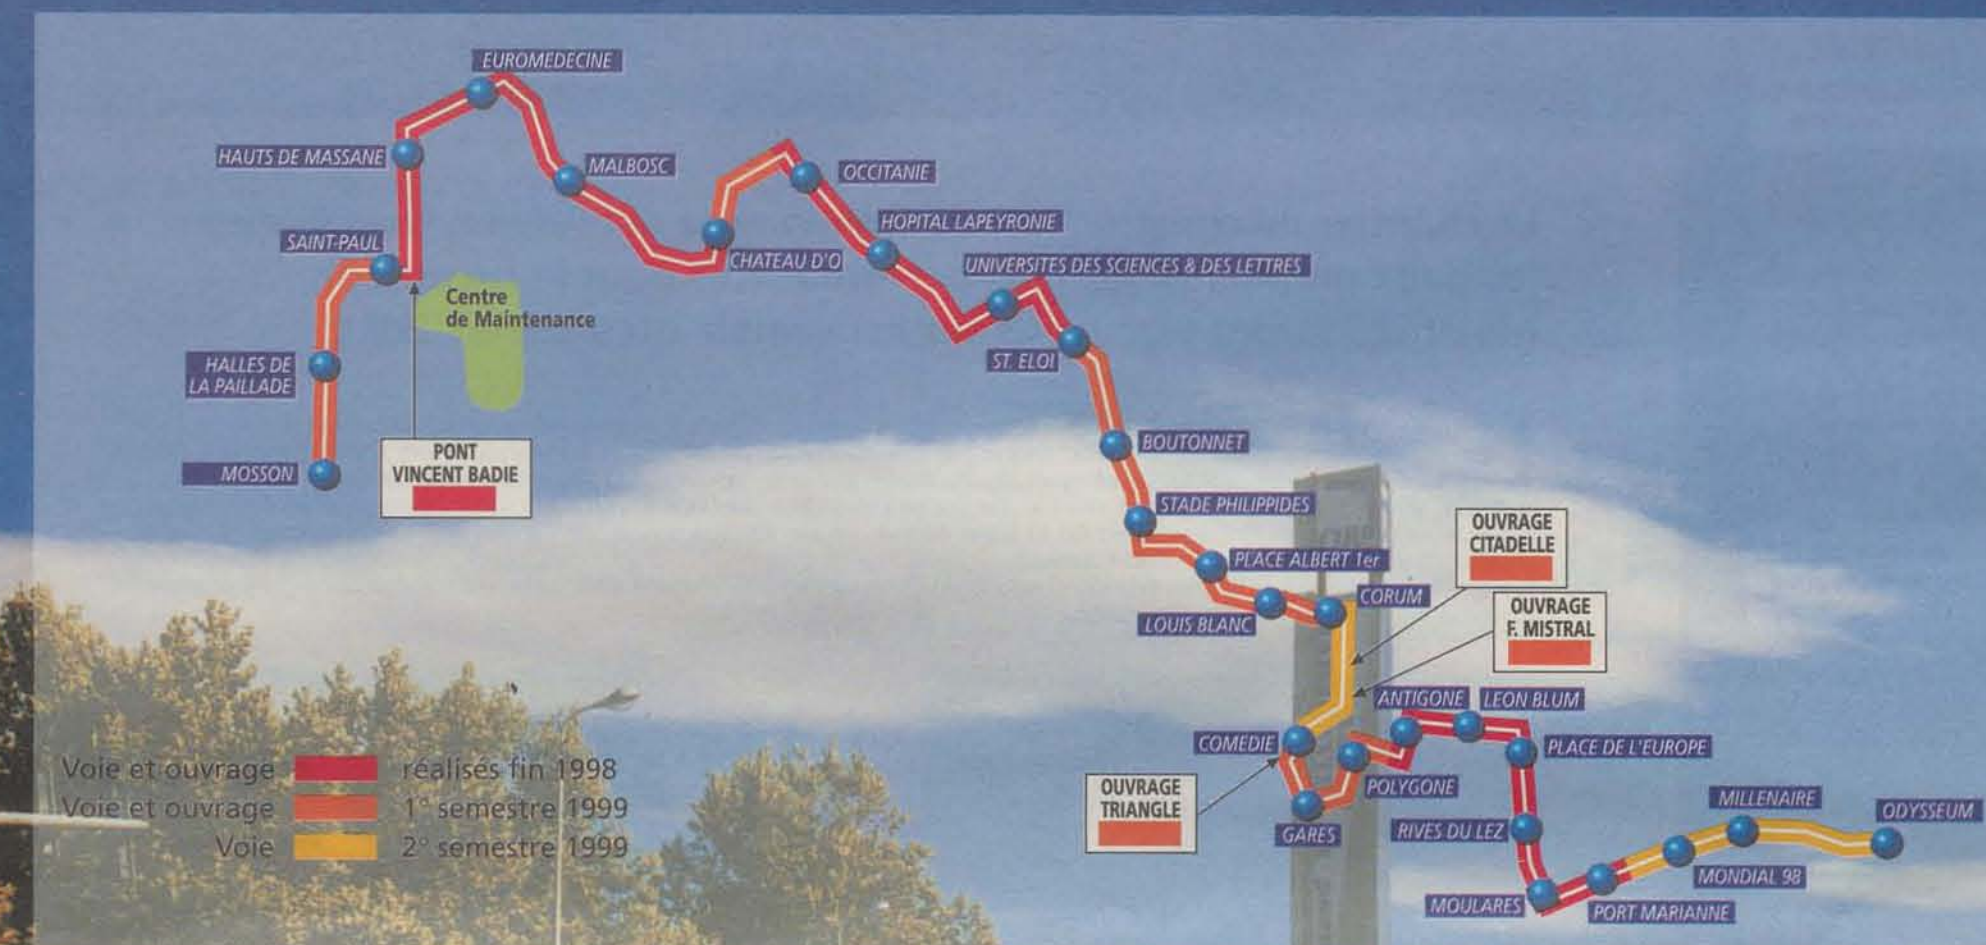 EUROMEDECINE
HAUTS DE MASSANE
MALBOSC
OCCITANIE
SAINT-PAUL
HOPITAL LAPEYRONIE
CHATEAU D'O
UNIVERSITES DES SCIENCES & DES LETTRES
Centre
de Maintenance
HALLES DE
LA PAILLADE
ST. ELOI
MOSSON
PONT
VINCENT BADIE
BOUTONNET
STADE PHILIPPIDES
OUVRAGE
CITADELLE
PLACE ALBERT 1er
CORUM
LOUIS BLANC
OUVRAGE
F. MISTRAL
ANTIGONE
LEON BLUM
COMEDIE
PLACE DE L'EUROPE
OUVRAGE
TRIANGLE
POLYGONE
GARES
RIVES DU LEZ
MILLENAIRE
ODYSSEUM
MONDIAL 98
MOULARES
PORT MARIANNE
Voie et ouvrage réalisés fin 1998
Voie et ouvrage 1° semestre 1999
Voie 2° semestre 1999